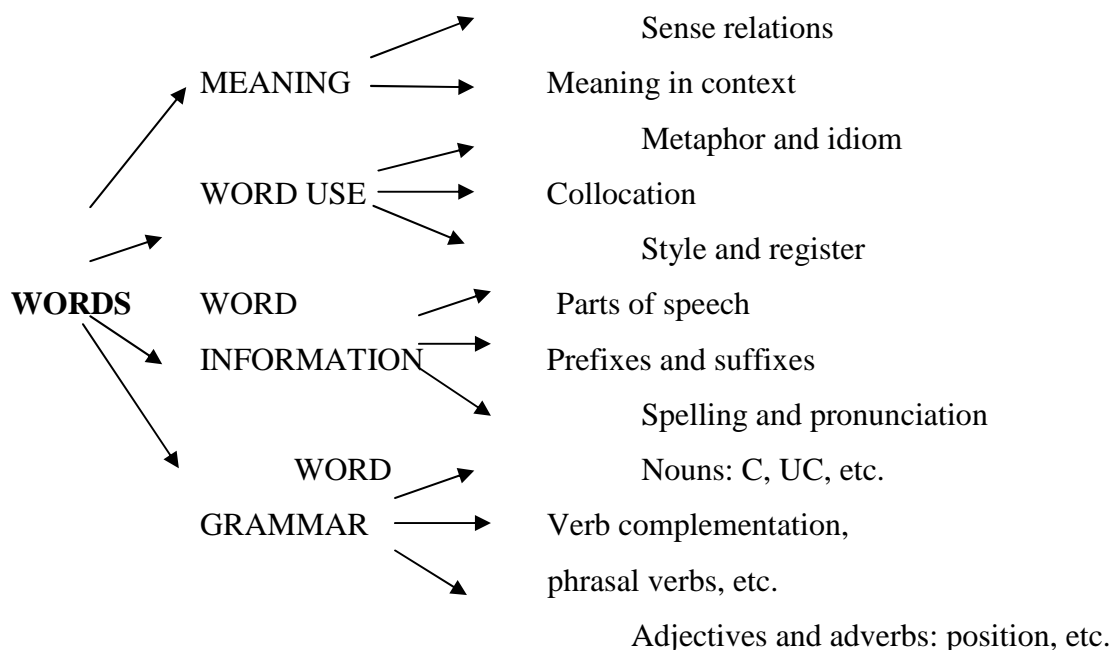 Sense relations
MEANING Meaning in context
Metaphor and idiom
WORD USE Collocation
Style and register
WORDS WORD Parts of speech
INFORMATION Prefixes and suffixes
Spelling and pronunciation
WORD Nouns: C, UC, etc.
GRAMMAR Verb complementation,
phrasal verbs, etc.
Adjectives and adverbs: position, etc.